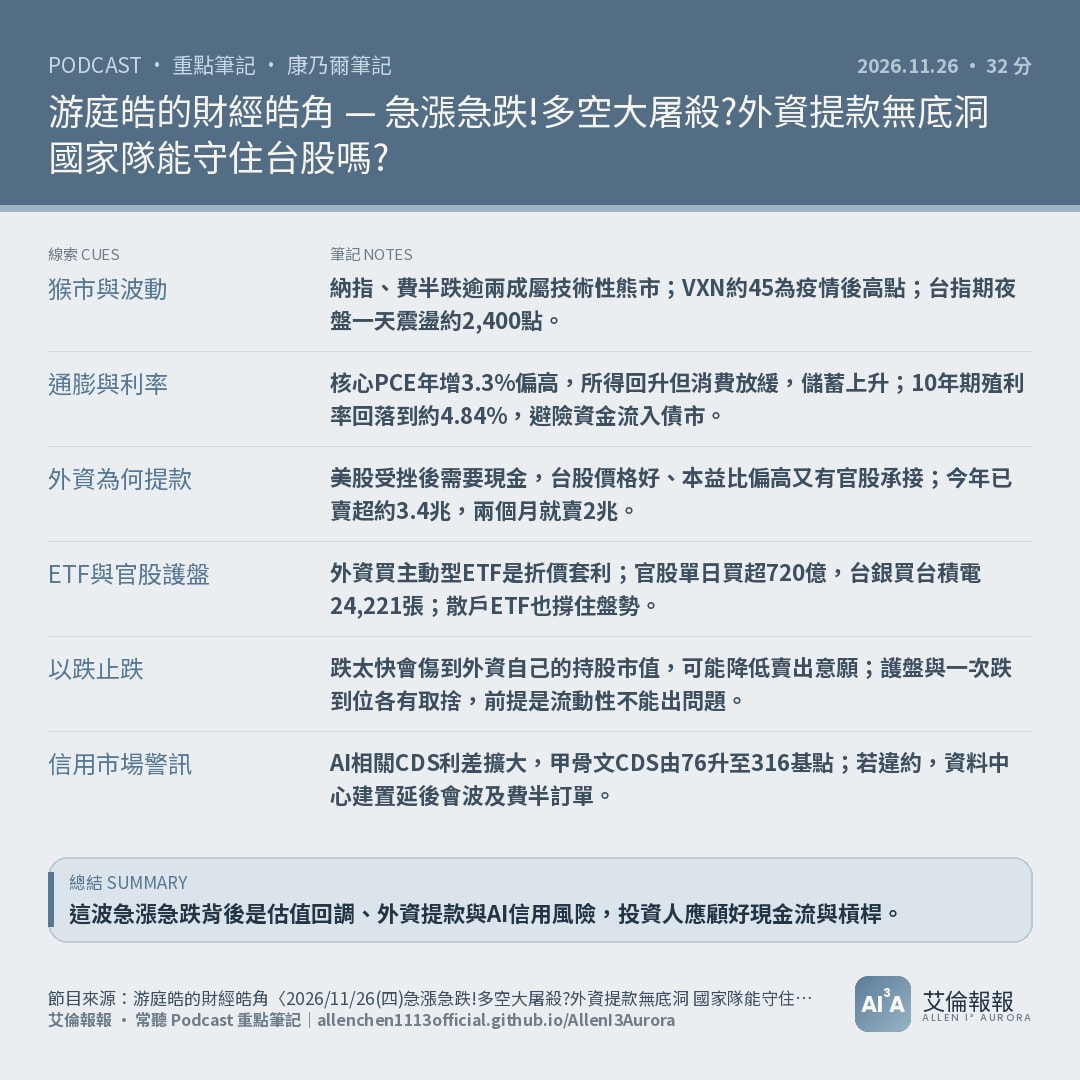 PODCAST • 重點筆記 • 康乃爾筆記
2026.11.26 • 32 分
游庭皓的財經皓角 — 急漲急跌!多空大屠殺?外資提款無底洞
國家隊能守住台股嗎?
線索 CUES
筆記 NOTES
猴市與波動
納指、費半跌逾兩成屬技術性熊市；VXN約45為疫情後高點；台指期夜
盤一天震盪約2,400點。
通膨與利率
核心PCE年增3.3%偏高，所得回升但消費放緩，儲蓄上升；10年期殖利
率回落到約4.84%，避險資金流入債市。
外資為何提款
美股受挫後需要現金，台股價格好、本益比偏高又有官股承接；今年已
賣超約3.4兆，兩個月就賣2兆。
ETF與官股護盤
外資買主動型ETF是折價套利；官股單日買超720億，台銀買台積電
24,221張；散戶ETF也撐住盤勢。
以跌止跌
跌太快會傷到外資自己的持股市值，可能降低賣出意願；護盤與一次跌
到位各有取捨，前提是流動性不能出問題。
信用市場警訊
AI相關CDS利差擴大，甲骨文CDS由76升至316基點；若違約，資料中
心建置延後會波及費半訂單。
總結 SUMMARY
這波急漲急跌背後是估值回調、外資提款與AI信用風險，投資人應顧好現金流與槓桿。
節目來源：游庭皓的財經皓角〈2026/11/26(四)急漲急跌!多空大屠殺?外資提款無底洞 國家隊能守住…
艾倫報報 • 常聽 Podcast 重點筆記｜allenchen1113official.github.io/AllenI3Aurora
AI³A
艾倫報報
ALLEN I³ AURORA